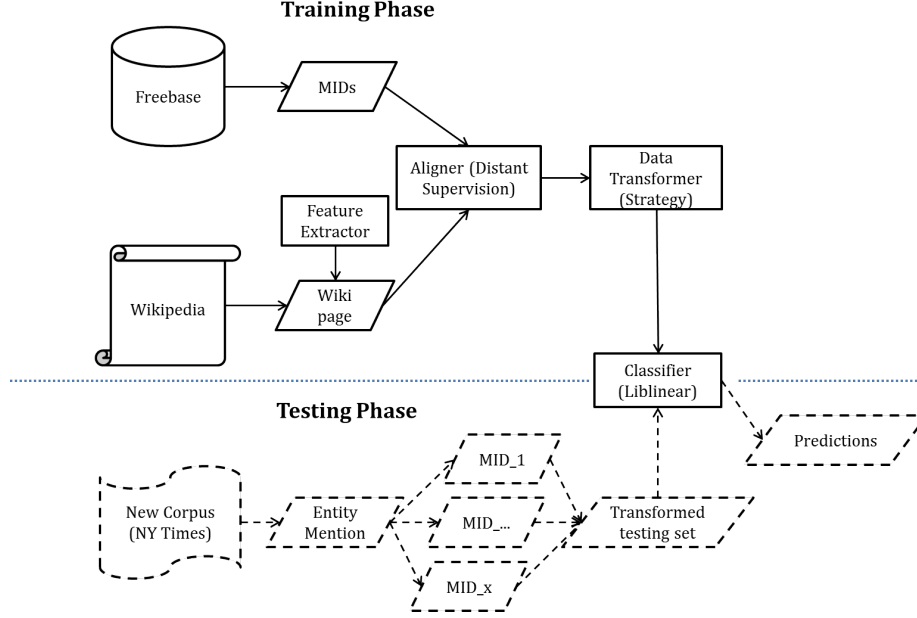 Training Phase
Freebase
MIDs
Aligner (Distant
Supervision)
Data
Transformer
(Strategy)
Feature
Extractor
Wikipedia
Wiki
page
Classifier
(Liblinear)
Testing Phase
Predictions
New Corpus
(NY Times)
Entity
Mention
MID_1
MID_...
MID_x
Transformed
testing set